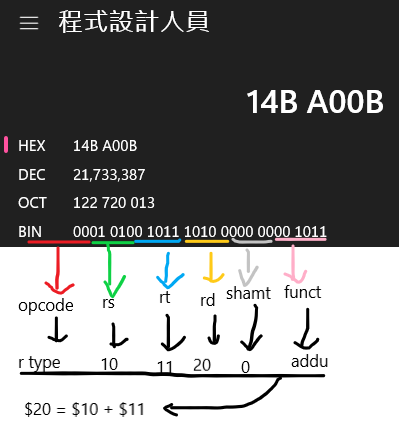 程式設計人員
14B A00B
HEX 14B A00B
DEC 21,733,387
OCT 122 720 013
BIN 0001 0100 1011 1010 0000 0000 1011
opcode rs rt rd shamt funct
r type 10 11 20 0 addu
$20 = $10 + $11